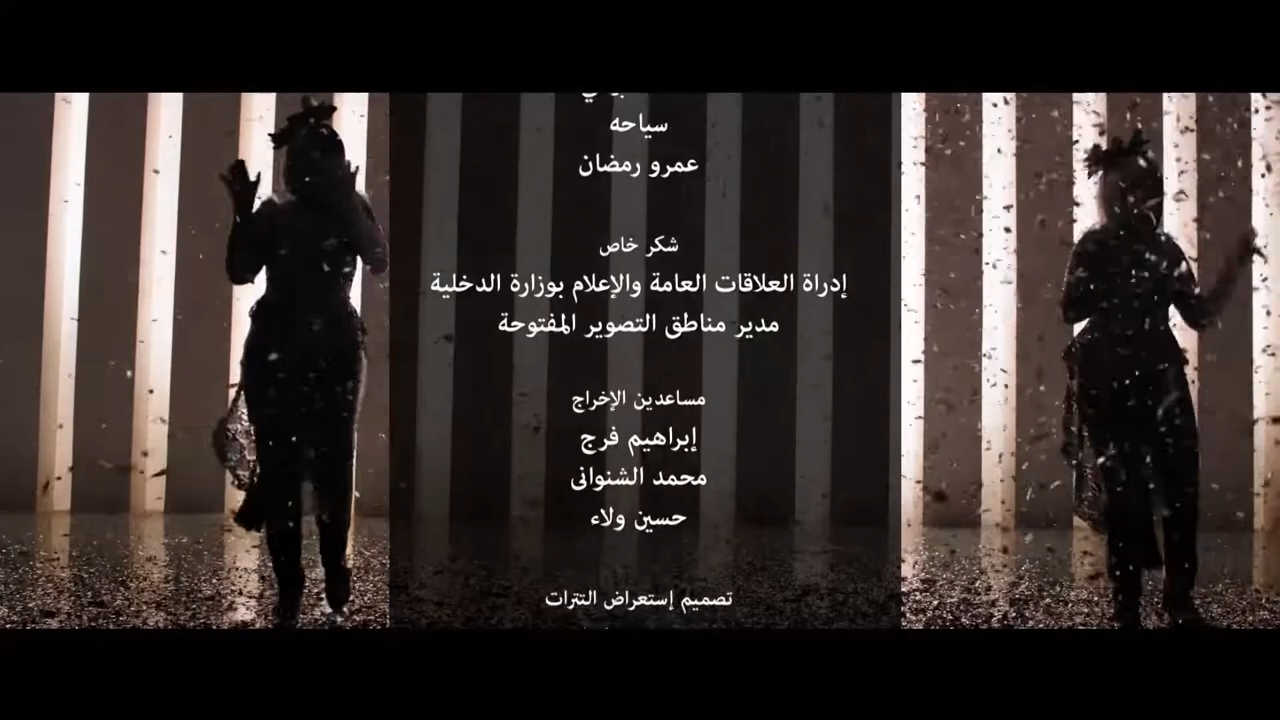 سياحه
عمرو رمضان
شكر خاص
إدراة العلاقات العامة والإعلام بوزارة الدخلية
مدير مناطق التصوير المفتوحة
مساعدين الإخراج
إبراهيم فرج
محمد الشنوانى
حسين ولاء
تصميم إستعراض التترات